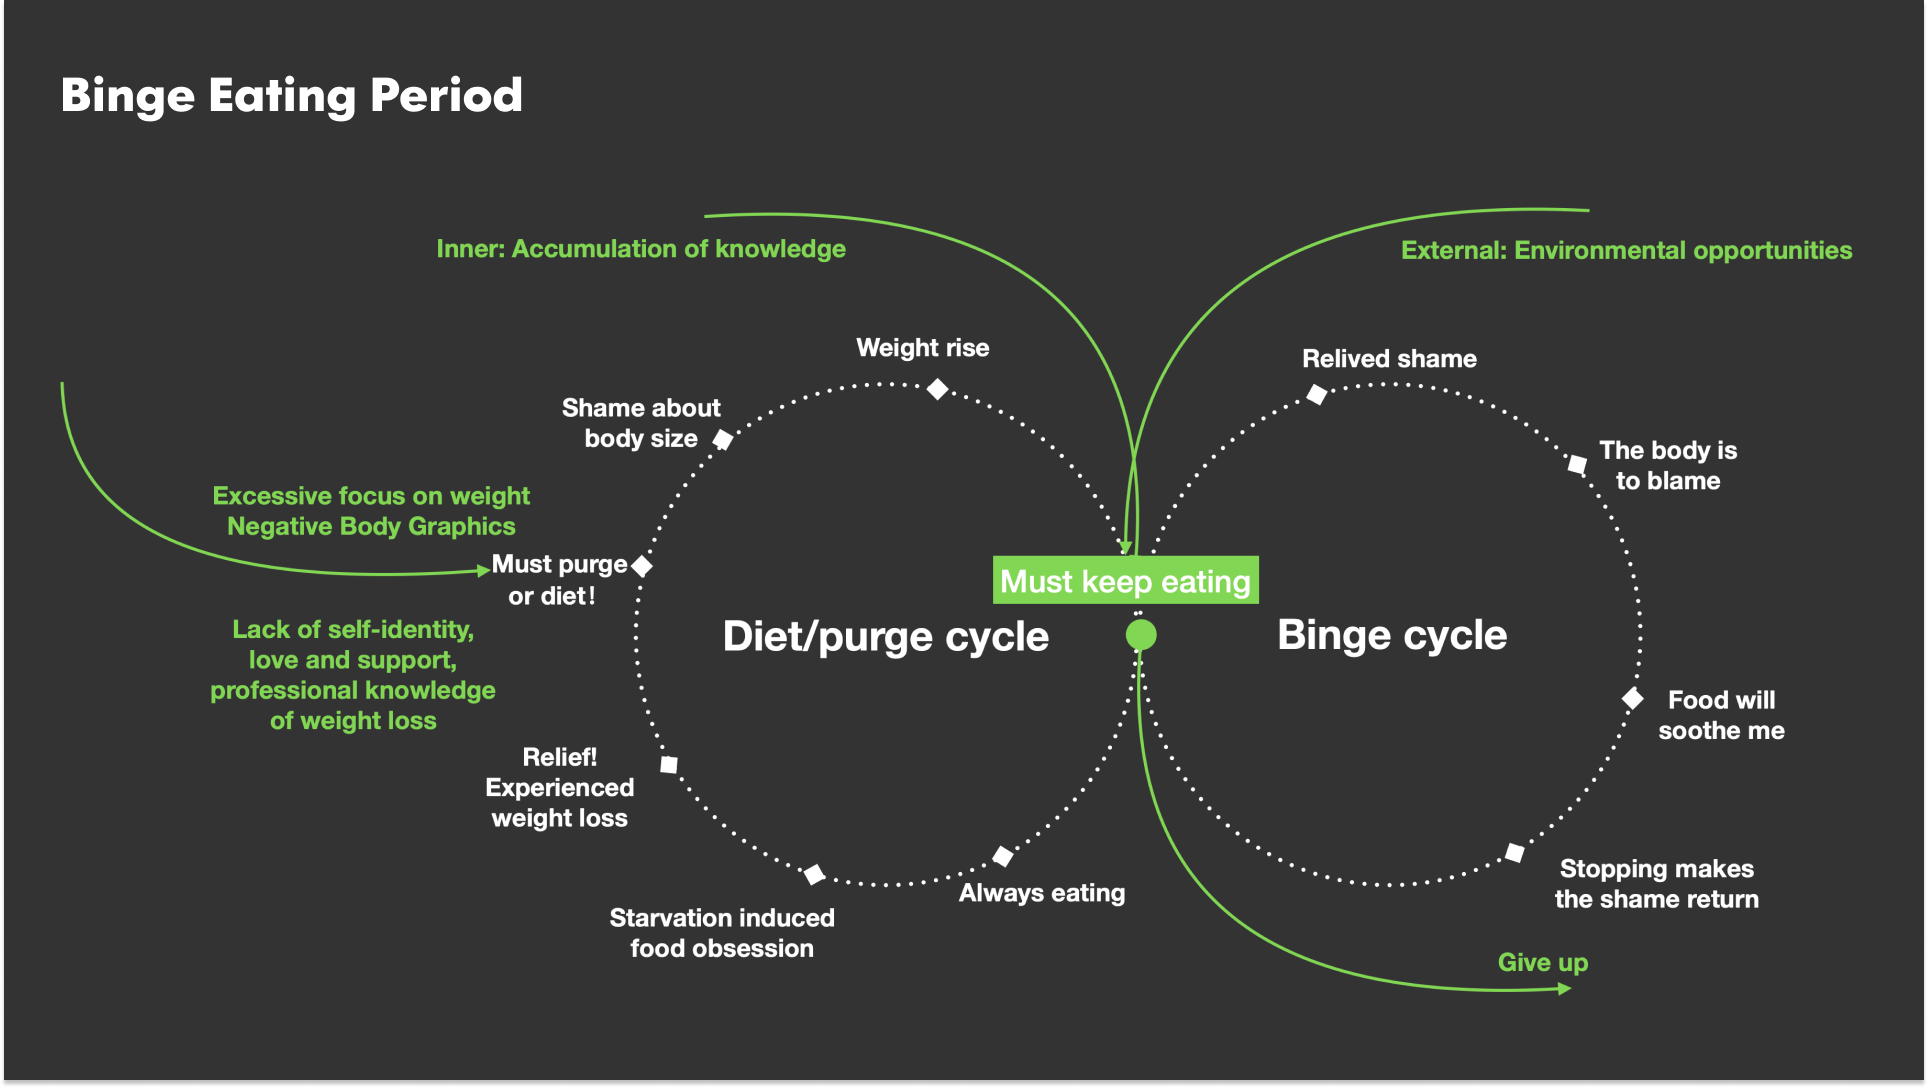 Binge Eating Period
Inner: Accumulation of knowledge
External: Environmental opportunities
Weight rise
Relived shame
Shame about
body size
The body is
to blame
Excessive focus on weight
Negative Body Graphics
Must purge
or diet!
Must keep eating
Diet/purge cycle
Binge cycle
Lack of self-identity,
love and support,
professional knowledge
of weight loss
Food will
soothe me
Relief!
Experienced
weight loss
Stopping makes
the shame return
Always eating
Starvation induced
food obsession
Give up